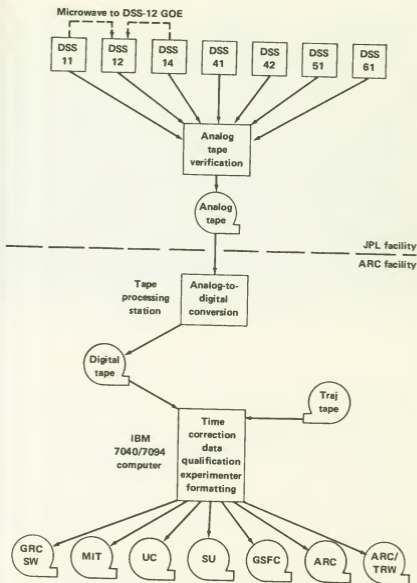 Microwave to DSS-12 GOE
DSS
11
DSS
12
DSS
14
DSS
41
DSS
42
DSS
51
DSS
61
Analog
tape
verification
Analog
tape
JPL facility
ARC facility
Tape
processing
station
Analog-to-
digital
conversion
Digital
tape
Traj
tape
IBM
7040/7094
computer
Time
correction
data
qualification
experimenter
formatting
GRC
SW
MIT
UC
SU
GSFC
ARC
ARC/
TRW